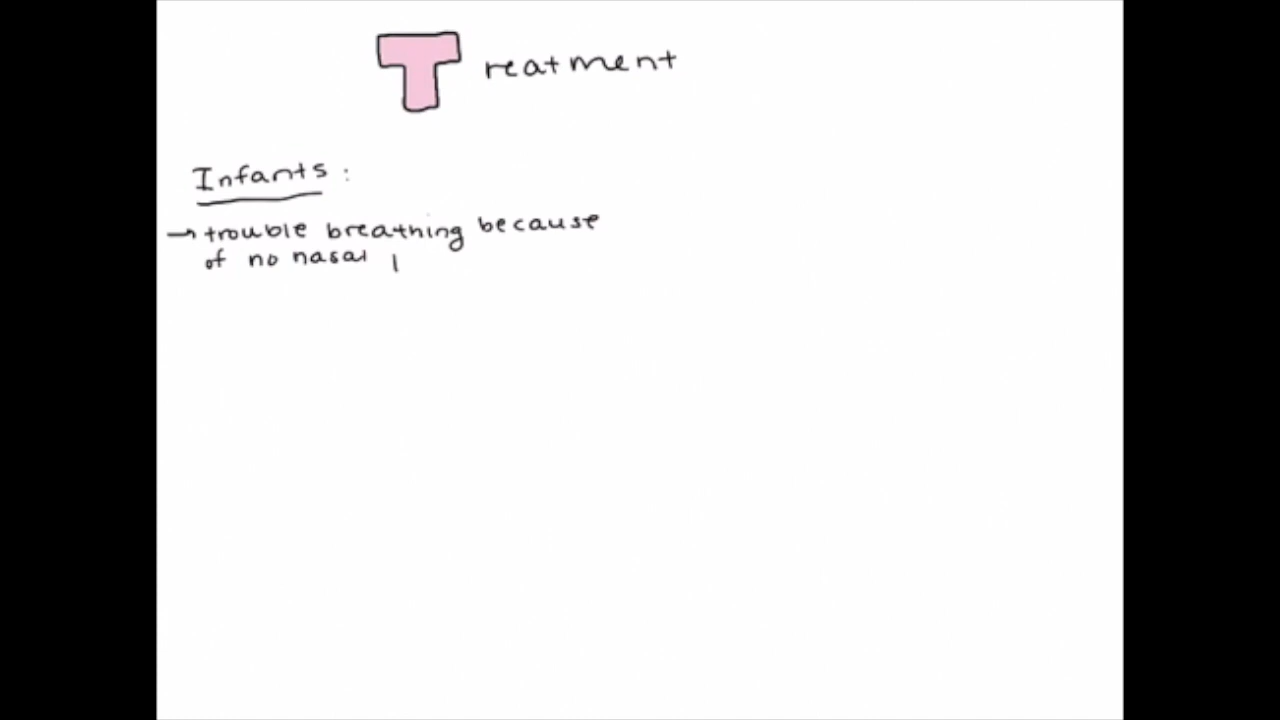 Treatment
Infants :
→ trouble breathing because
of no nasal